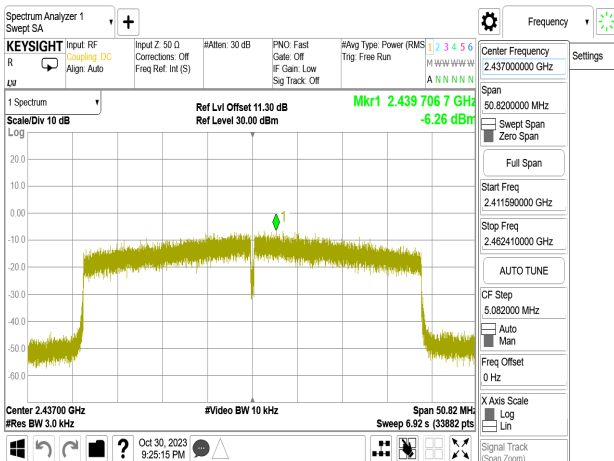 Spectrum Analyzer 1
Swept SA
Frequency
KEYSIGHT
R
Input: RF
Coupling: DC
Align: Auto
Input Z: 50 Ω
Corrections: Off
Freq Ref: Int (S)
#Atten: 30 dB
PNO: Fast
Gate: Off
IF Gain: Low
Sig Track: Off
#Avg Type: Power (RMS
Trig: Free Run
1 2 3 4 5 6
M W W W W W
A N N N N N
Center Frequency
2.437000000 GHz
Settings
Span
50.8200000 MHz
Swept Span
Zero Span
Full Span
Start Freq
2.411590000 GHz
Stop Freq
2.462410000 GHz
AUTO TUNE
CF Step
5.082000 MHz
Auto
Man
Freq Offset
0 Hz
X Axis Scale
Log
Lin
Signal Track
(Span Zoom)
1 Spectrum
Scale/Div 10 dB
Log
Ref Lvl Offset 11.30 dB
Ref Level 30.00 dBm
Mkr1 2.439 706 7 GHz
-6.26 dBm
20.0
10.0
0.00
-10.0
-20.0
-30.0
-40.0
-50.0
-60.0
1
Center 2.43700 GHz
#Res BW 3.0 kHz
#Video BW 10 kHz
Span 50.82 MHz
Sweep 6.92 s (33882 pts)
?
Oct 30, 2023
9:25:15 PM